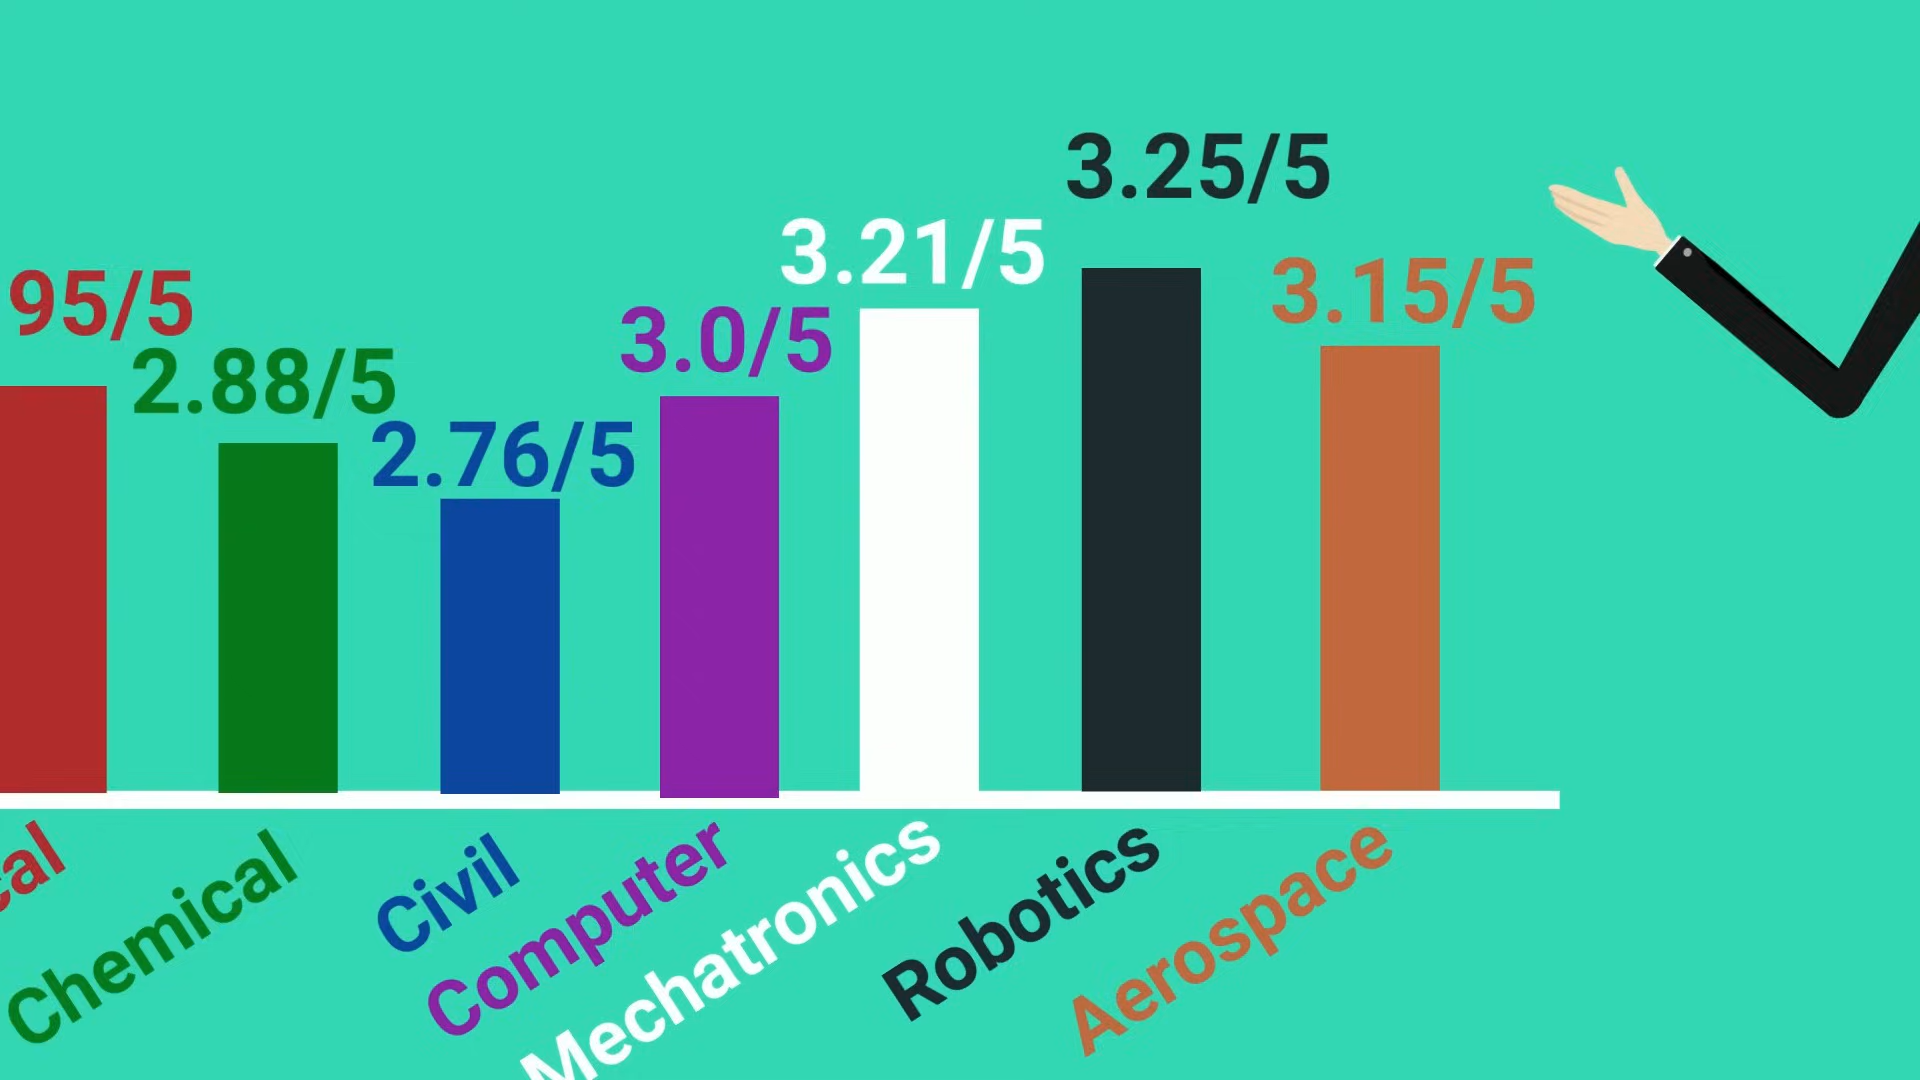 3.25/5
3.21/5
3.15/5
95/5
3.0/5
2.88/5
2.76/5
cal
Chemical
Civil
Computer
Mechatronics
Robotics
Aerospace